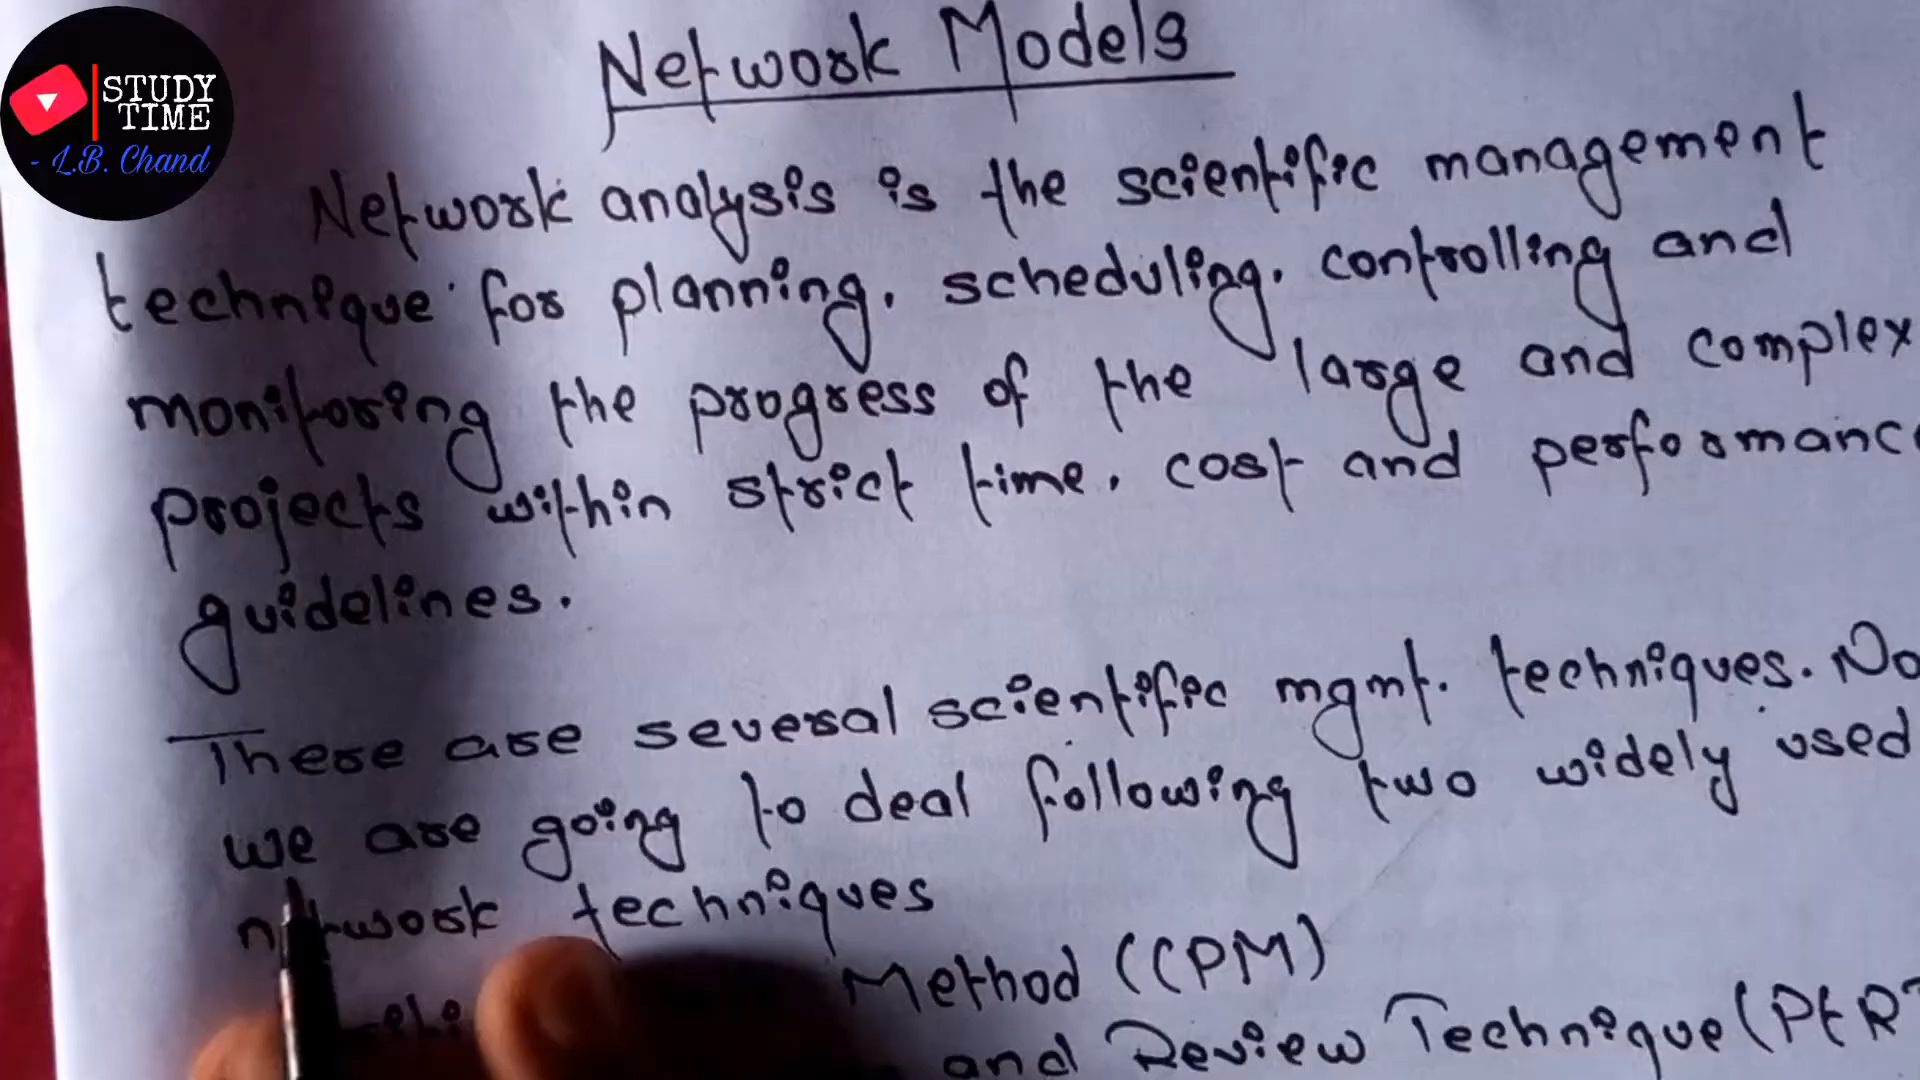 STUDY
TIME
- L.B. Chand
Network Models
Network analysis is the scientific management
technique for planning, scheduling, controlling and
monitoring the progress of the large and complex
projects within strict time, cost and performanc
guidelines.
There are several scientific mgmt. techniques. No
we are going to deal following two widely used
network techniques
Method (CPM)
and Review Technique (PER